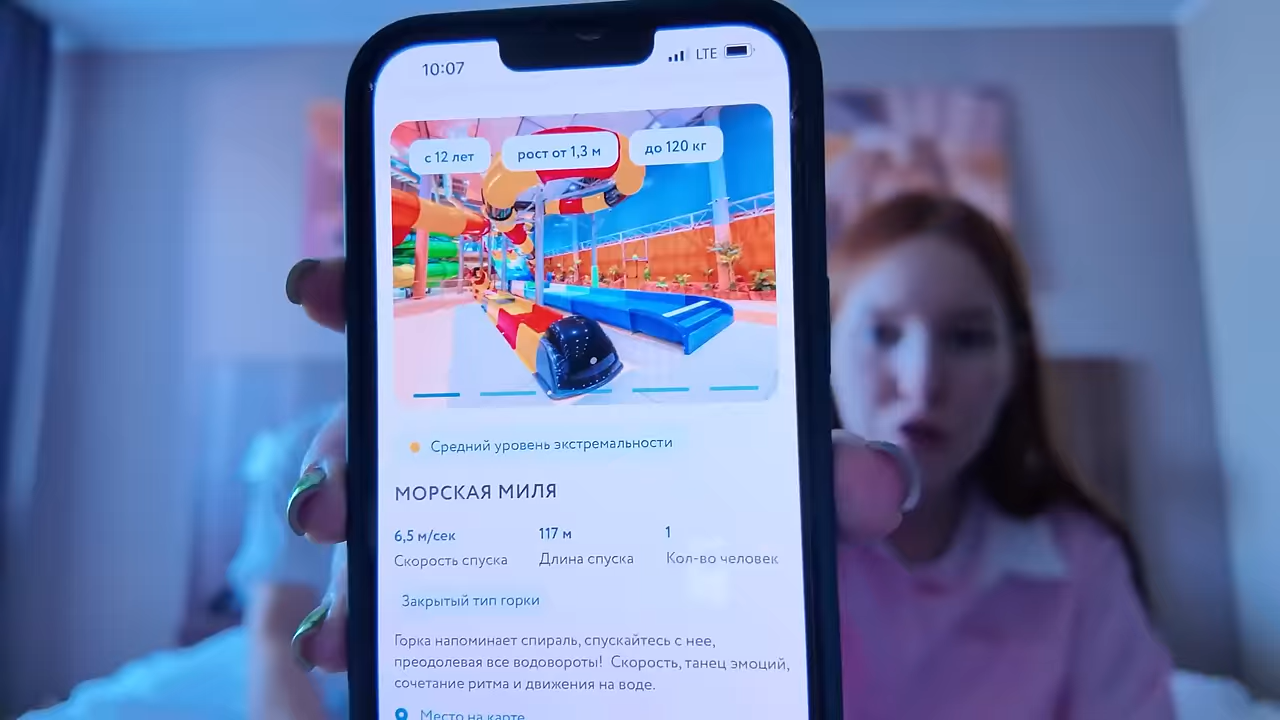 10:07 LTE
с 12 лет рост от 1,3 м до 120 кг
Средний уровень экстремальности
МОРСКАЯ МИЛЯ
6,5 м/сек 117 м 1
Скорость спуска Длина спуска Кол-во человек
Закрытый тип горки
Горка напоминает спираль, спускайтесь с нее,
преодолевая все водовороты! Скорость, танец эмоций,
сочетание ритма и движения на воде.
Место на карте